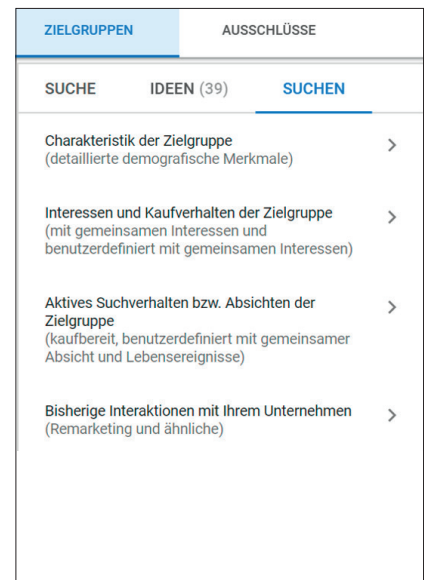 ZIELGRUPPEN AUSSCHLÜSSE
SUCHE IDEEN (39) SUCHEN
Charakteristik der Zielgruppe
(detaillierte demografische Merkmale)
Interessen und Kaufverhalten der Zielgruppe
(mit gemeinsamen Interessen und
benutzerdefiniert mit gemeinsamen Interessen)
Aktives Suchverhalten bzw. Absichten der
Zielgruppe
(kaufbereit, benutzerdefiniert mit gemeinsamer
Absicht und Lebensereignisse)
Bisherige Interaktionen mit Ihrem Unternehmen
(Remarketing und ähnliche)